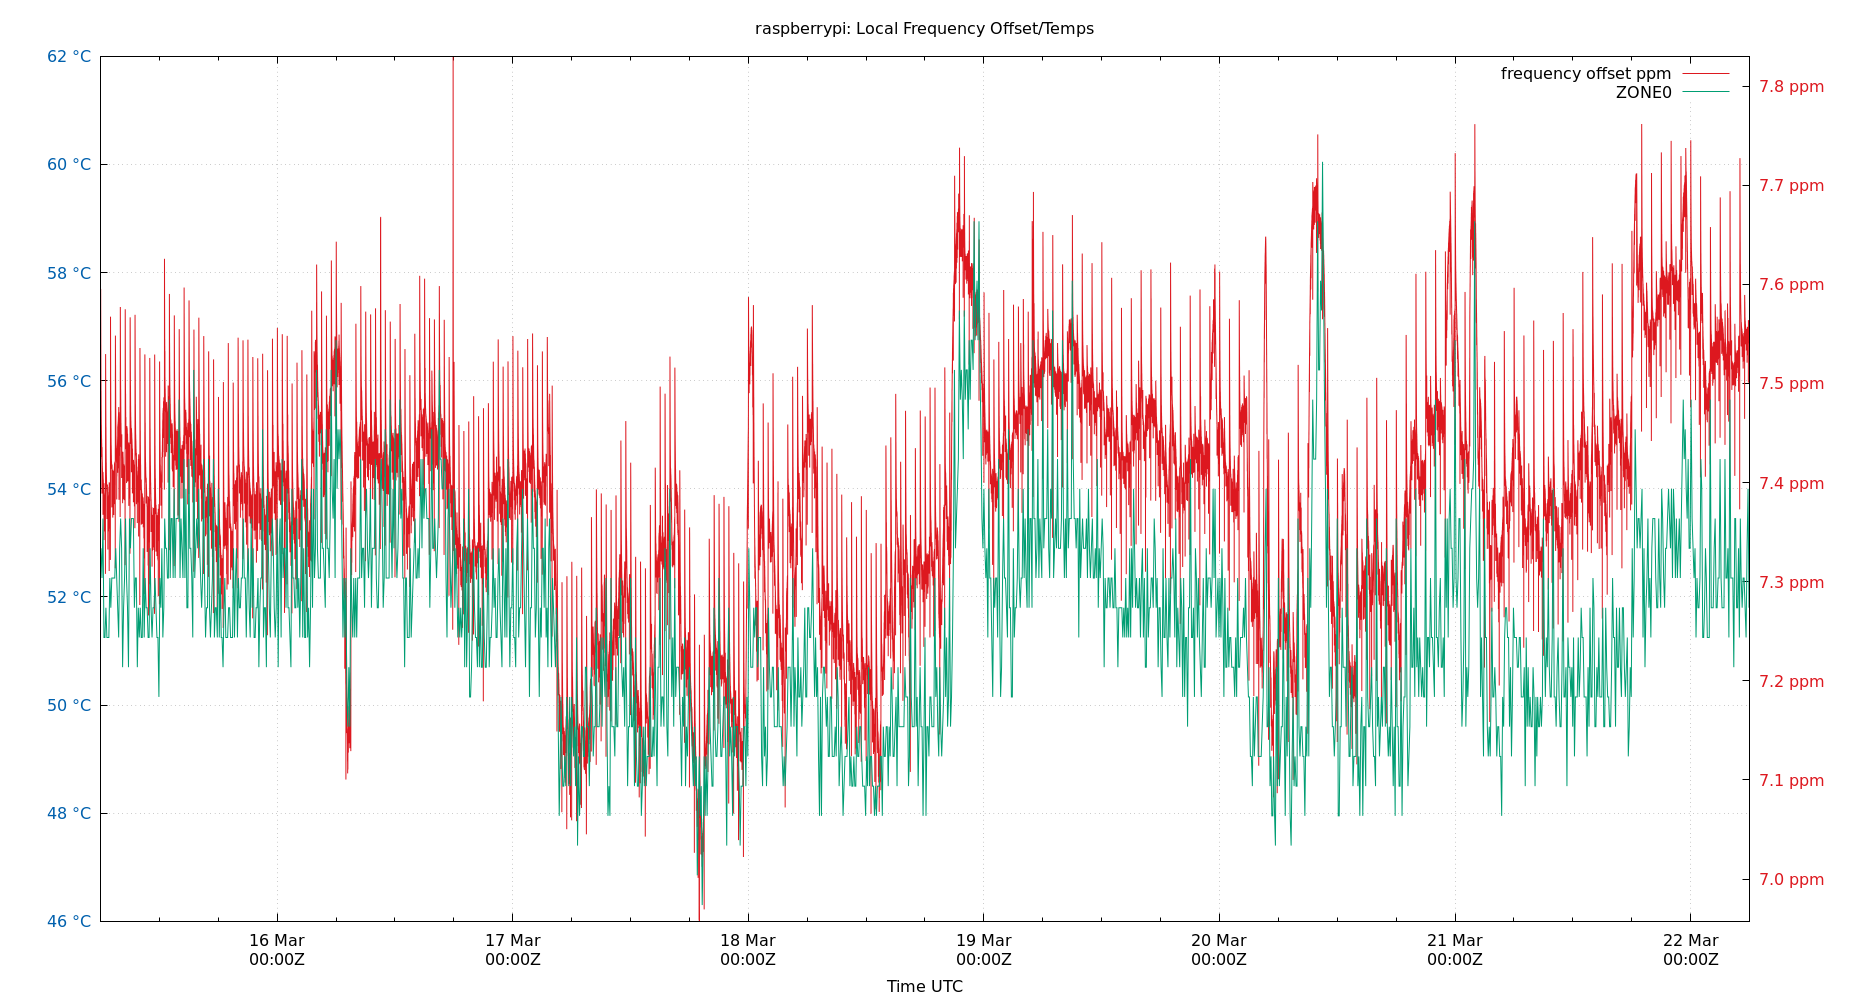 raspberrypi: Local Frequency Offset/Temps
frequency offset ppm
ZONE0
62 °C
60 °C
58 °C
56 °C
54 °C
52 °C
50 °C
48 °C
46 °C
7.8 ppm
7.7 ppm
7.6 ppm
7.5 ppm
7.4 ppm
7.3 ppm
7.2 ppm
7.1 ppm
7.0 ppm
16 Mar 17 Mar 18 Mar 19 Mar 20 Mar 21 Mar 22 Mar
00:00Z 00:00Z 00:00Z 00:00Z 00:00Z 00:00Z 00:00Z
Time UTC